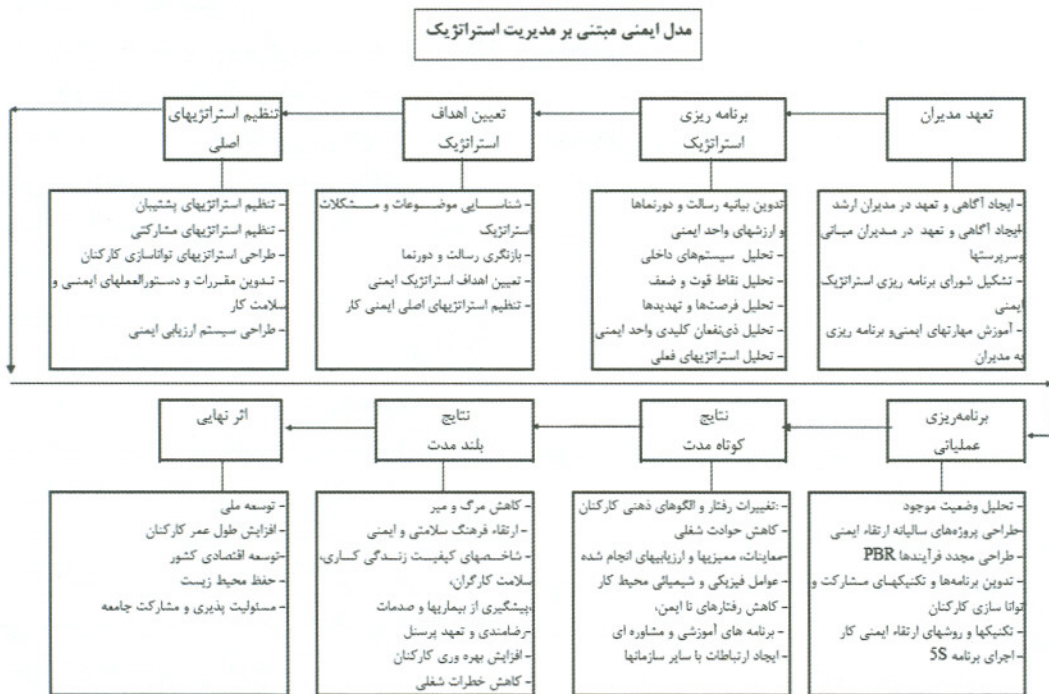 مدل ایمنی مبتنی بر مدیریت استراتژیک
تعهد مدیران
برنامه ریزی
استراتژیک
تعیین اهداف
استراتژیک
تنظیم استراتژیهای
اصلی
- ایجاد آگاهی و تعهد در مدیران ارشد
ایجاد آگاهی و تعهد در مدیران میانی
وسرپرستها
- تشکیل شورای برنامه ریزی استراتژیک
ایمنی
- آموزش مهارتهای ایمنی و برنامه ریزی
به مدیران
تدوین بیانیه رسالت و دورنماها
و ارزشهای واحد ایمنی
- تحلیل سیستم‌های داخلی
- تحلیل نقاط قوت و ضعف
- تحلیل فرصت‌ها و تهدیدها
- تحلیل ذی‌نفعان کلیدی واحد ایمنی
- تحلیل استراتژیهای فعلی
- شناسایی موضوعات و مشکلات
استراتژیک
- بازنگری رسالت و دورنما
- تعیین اهداف استراتژیک ایمنی
- تنظیم استراتژیهای اصلی ایمنی کار
- تنظیم استراتژیهای پشتیبان
- تنظیم استراتژیهای مشارکتی
- طراحی استراتژیهای تواناسازی کارکنان
- تدوین مقررات و دستورالعملهای ایمنی و
سلامت کار
- طراحی سیستم ارزیابی ایمنی
برنامه‌ریزی
عملیاتی
نتایج
کوتاه مدت
نتایج
بلند مدت
اثر نهایی
- تحلیل وضعیت موجود
-طراحی پروژه‌های سالیانه ارتقاء ایمنی
- طراحی مجدد فرآیندها PBR
- تدوین برنامه‌ها و تکنیکهای مشارکت و
توانا سازی کارکنان
- تکنیکها و روشهای ارتقاء ایمنی کار
- اجرای برنامه 5S
-:تغییرات رفتار و الگوهای ذهنی کارکنان
- کاهش حوادث شغلی
-معاینات، ممیزیها و ارزیابیهای انجام شده
- عوامل فیزیکی و شیمیائی محیط کار
- کاهش رفتارهای نا ایمن،
- برنامه های آموزشی و مشاوره ای
- ایجاد ارتباطات با سایر سازمانها
- کاهش مرگ و میر
- ارتقاء فرهنگ سلامتی و ایمنی
- شاخصهای کیفیت زندگی کاری،
سلامت کارگران،
-پیشگیری از بیماریها و صدمات
-رضامندی و تعهد پرسنل
- افزایش بهره وری کارکنان
- کاهش خطرات شغلی
- توسعه ملی
- افزایش طول عمر کارکنان
-توسعه اقتصادی کشور
- حفظ محیط زیست
- مسئولیت پذیری و مشارکت جامعه